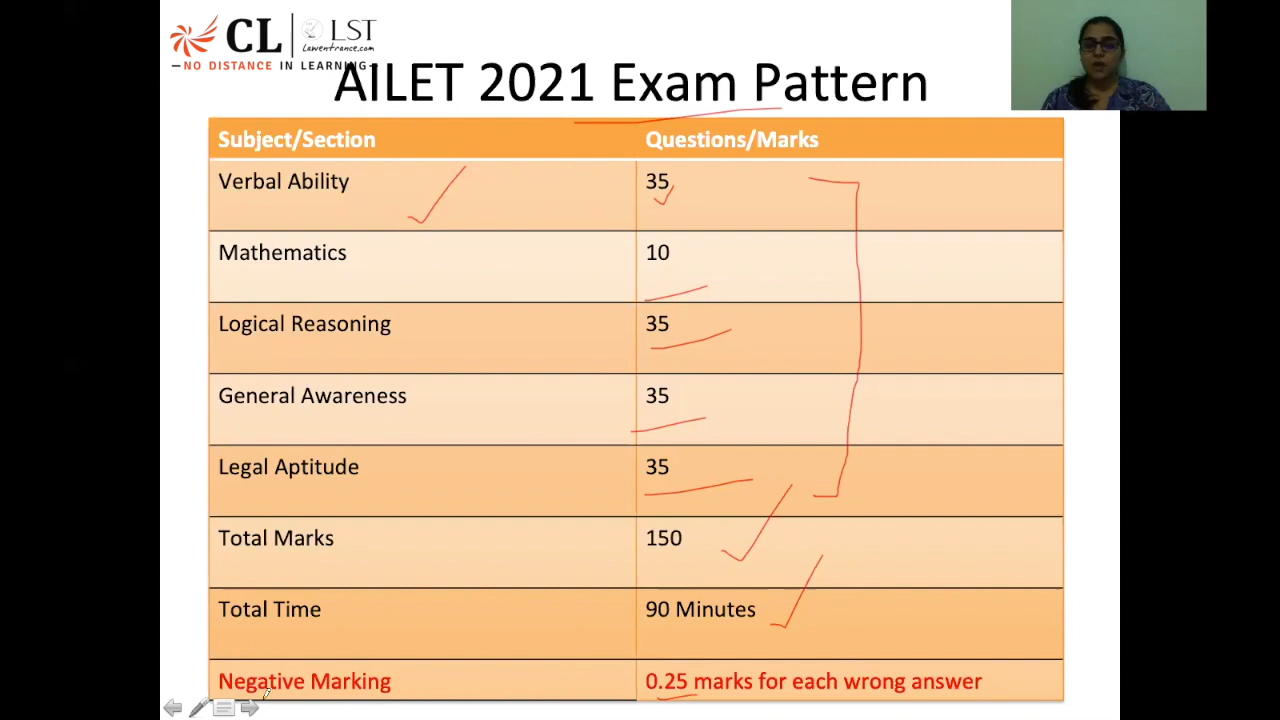 CL LST
Lawentrance.com
NO DISTANCE IN LEARNING
AILET 2021 Exam Pattern
Subject/Section Questions/Marks
Verbal Ability 35
Mathematics 10
Logical Reasoning 35
General Awareness 35
Legal Aptitude 35
Total Marks 150
Total Time 90 Minutes
Negative Marking 0.25 marks for each wrong answer